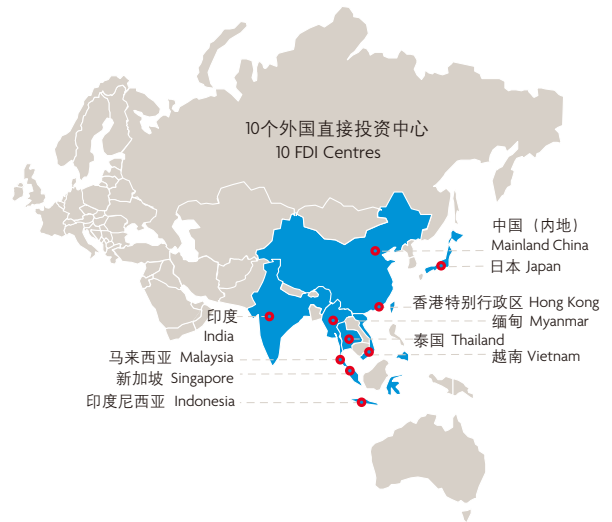 10个外国直接投资中心
10 FDI Centres
中国（内地）
Mainland China
日本 Japan
香港特别行政区 Hong Kong
缅甸 Myanmar
泰国 Thailand
越南 Vietnam
印度
India
马来西亚 Malaysia
新加坡 Singapore
印度尼西亚 Indonesia